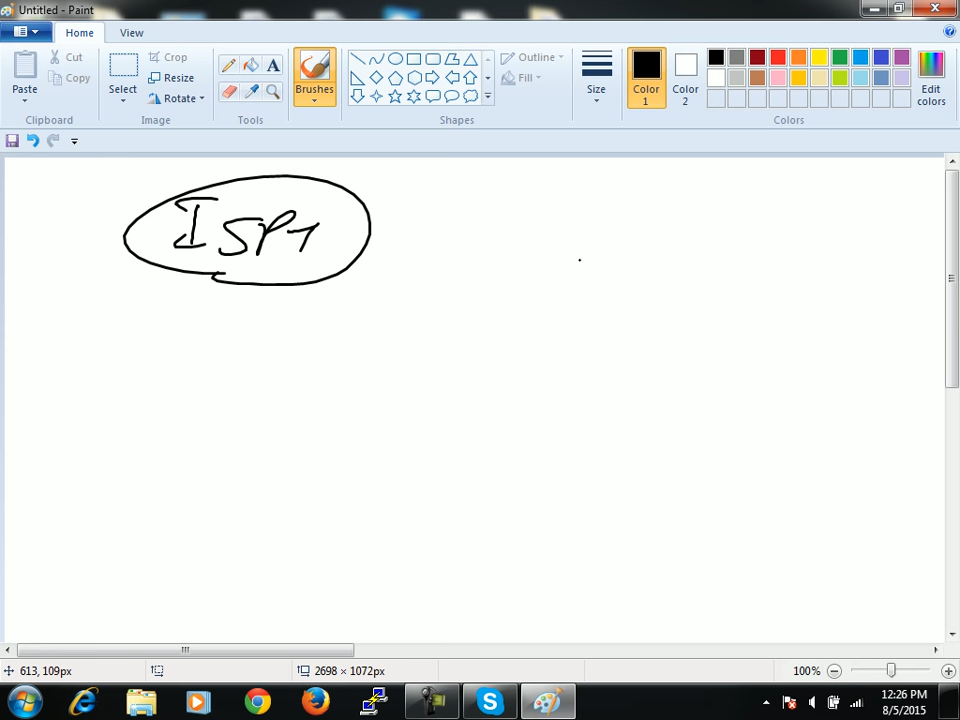 Untitled - Paint
Home
View
Cut
Copy
Paste
Clipboard
Select
Crop
Resize
Rotate
Image
Tools
Brushes
Outline
Fill
Shapes
Size
Color 1
Color 2
Edit colors
Colors
ISP1
613, 109px
2698 × 1072px
100%
12:26 PM
8/5/2015